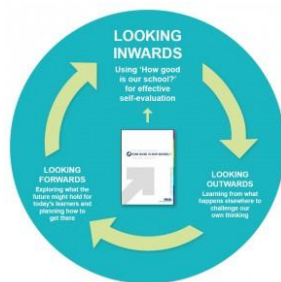 LOOKING
INWARDS
Using 'How good
is our school?'
for effective
self-evaluation
LOOKING
OUTWARDS
Learning from what
happens elsewhere to
challenge our
own thinking
LOOKING
FORWARDS
Exploring what the
future might hold for
today's learners and
planning how to
get there